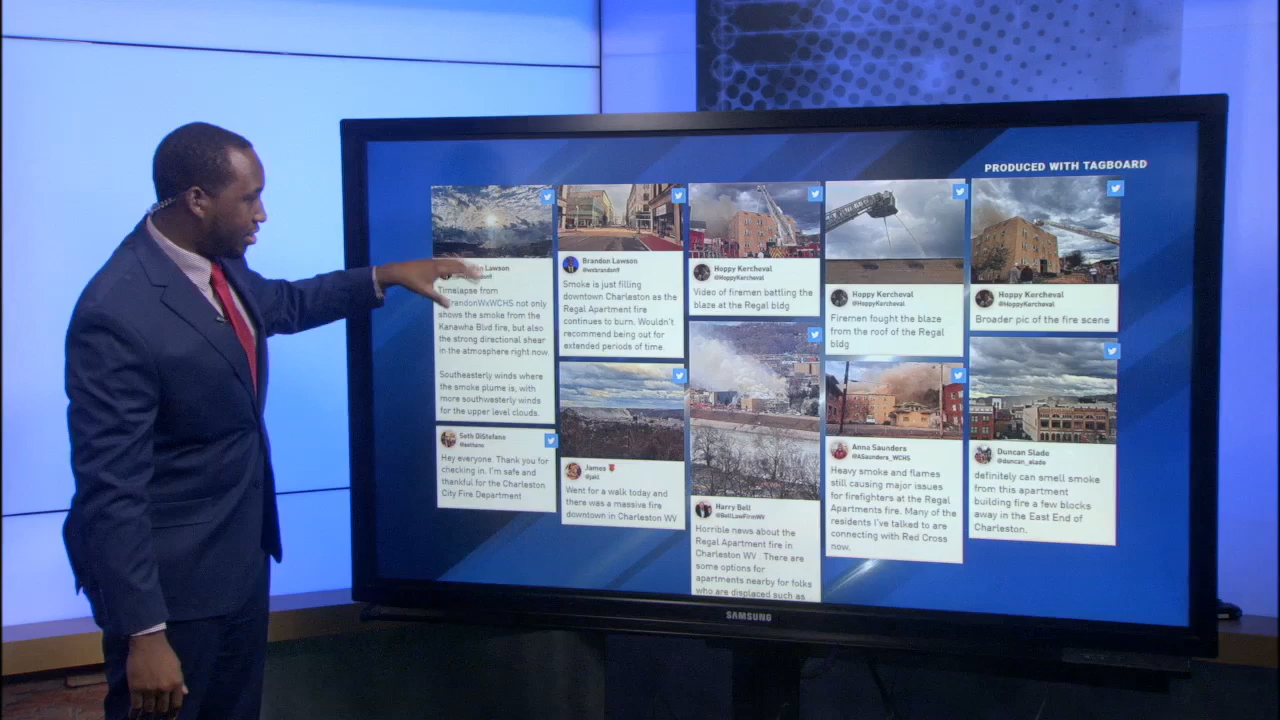 PRODUCED WITH TAGBOARD
Lawson
Timelapse from
BrandonWxWCHS not only
shows the smoke from the
Kanawha Blvd fire, but also
the strong directional shear
in the atmosphere right now.
Southeasterly winds where
the smoke plume is, with
more southwesterly winds
for the upper level clouds.
Seth DiStefano
Hey everyone. Thank you for
checking in. I'm safe and
thankful for the Charleston
City Fire Department
Brandon Lawson
Smoke is just filling
downtown Charleston as the
Regal Apartment fire
continues to burn. Wouldn't
recommend being out for
extended periods of time.
James
Went for a walk today and
there was a massive fire
downtown in Charleston WV
Hoppy Kercheval
@HoppyKercheval
Video of firemen battling the
blaze at the Regal bldg
Harry Bell
@BellLawFirmWV
Horrible news about the
Regal Apartment fire in
Charleston WV . There are
some options for
apartments nearby for folks
who are displaced such as
Hoppy Kercheval
@HoppyKercheval
Firemen fought the blaze
from the roof of the Regal
bldg
Anna Saunders
@ASaunders_WCHS
Heavy smoke and flames
still causing major issues
for firefighters at the Regal
Apartments fire. Many of the
residents I've talked to are
connecting with Red Cross
now.
Hoppy Kercheval
@HoppyKercheval
Broader pic of the fire scene
Duncan Slade
@duncan_slade
definitely can smell smoke
from this apartment
building fire a few blocks
away in the East End of
Charleston.
SAMSUNG